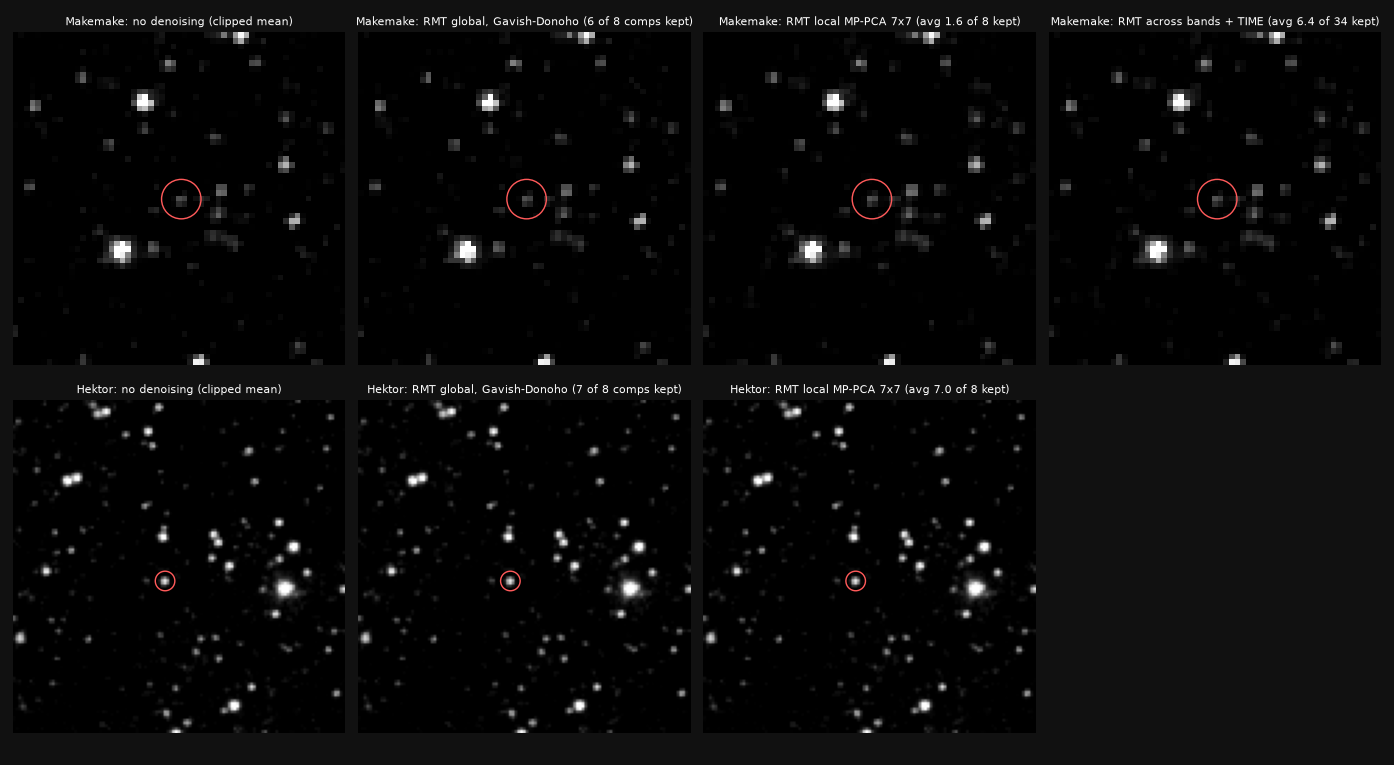 Makemake: no denoising (clipped mean)
Makemake: RMT global, Gavish-Donoho (6 of 8 comps kept)
Makemake: RMT local MP-PCA 7x7 (avg 1.6 of 8 kept)
Makemake: RMT across bands + TIME (avg 6.4 of 34 kept)
Hektor: no denoising (clipped mean)
Hektor: RMT global, Gavish-Donoho (7 of 8 comps kept)
Hektor: RMT local MP-PCA 7x7 (avg 7.0 of 8 kept)